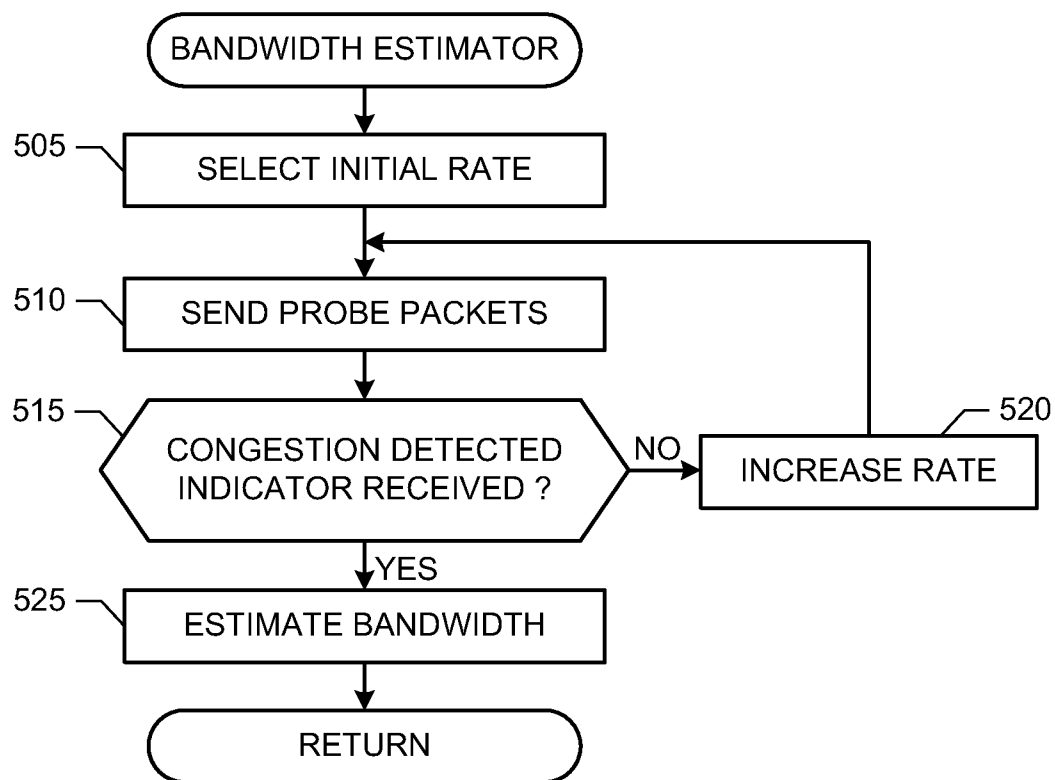 BANDWIDTH ESTIMATOR
505
SELECT INITIAL RATE
510
SEND PROBE PACKETS
515
CONGESTION DETECTED
INDICATOR RECEIVED ?
NO
520
INCREASE RATE
YES
525
ESTIMATE BANDWIDTH
RETURN